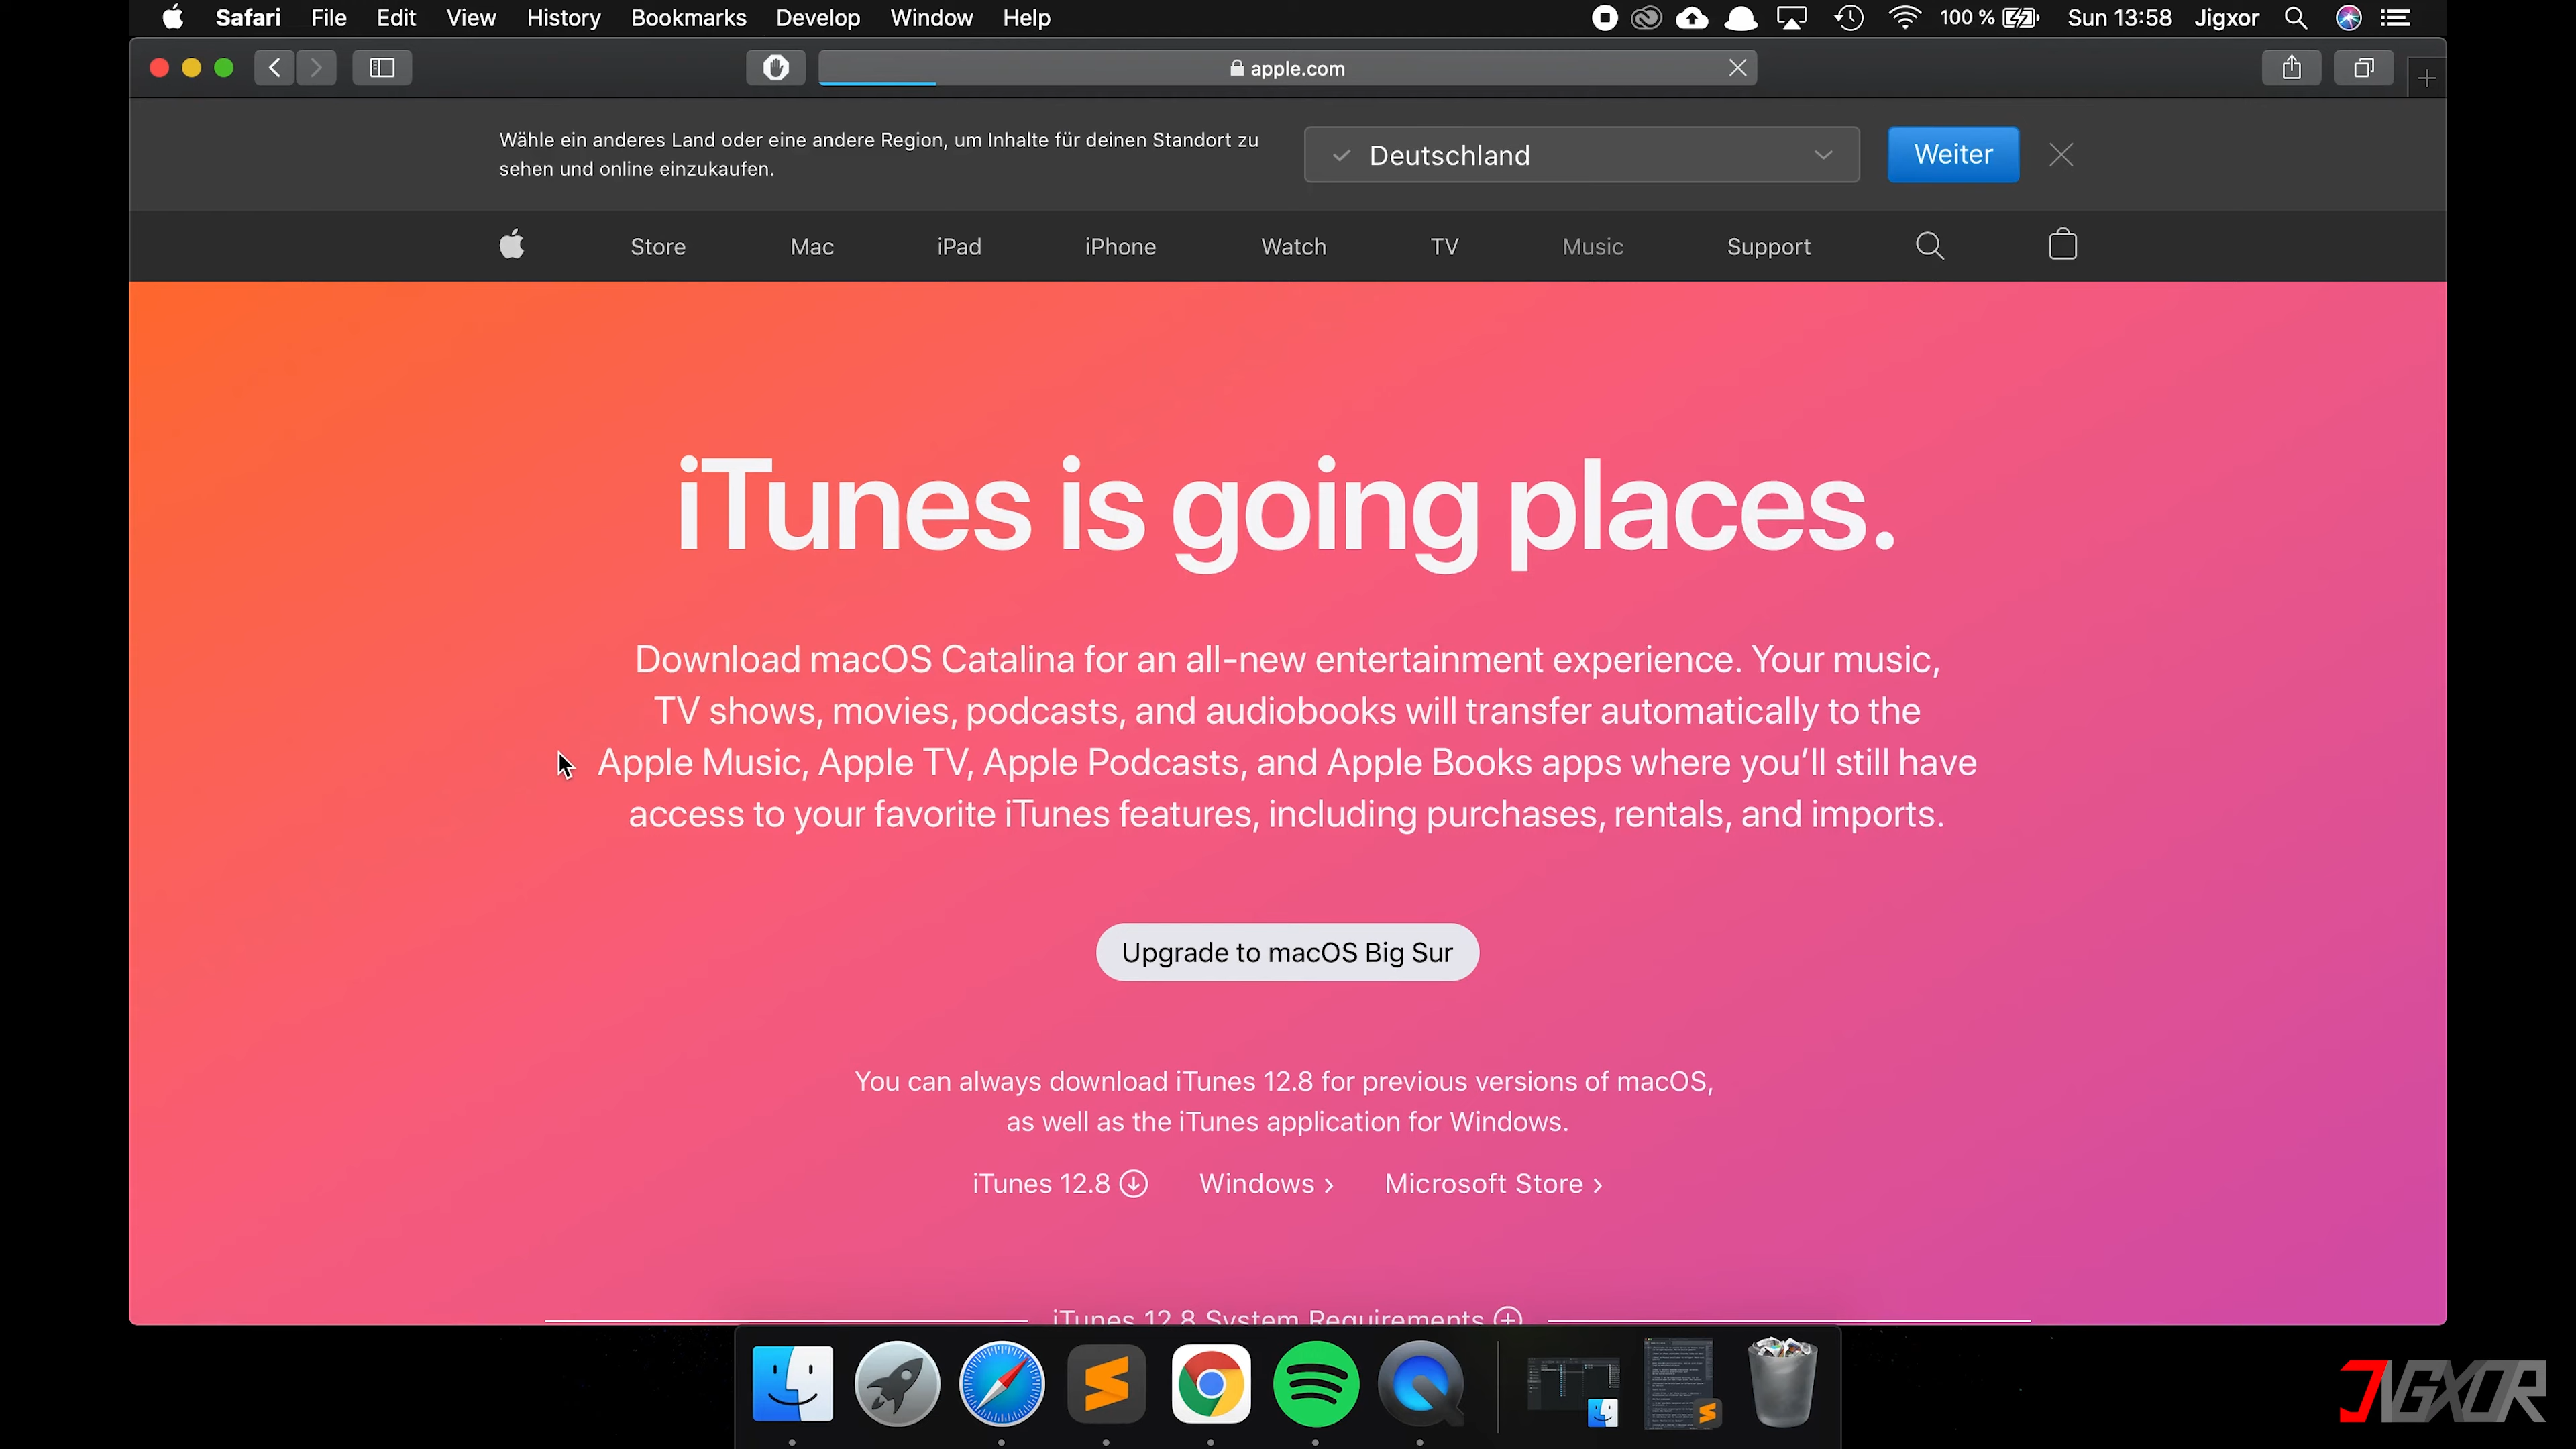 Safari File Edit View History Bookmarks Develop Window Help 100 % Sun 13:58 Jigxor
apple.com
Wähle ein anderes Land oder eine andere Region, um Inhalte für deinen Standort zu
sehen und online einzukaufen.
Deutschland
Weiter
Store Mac iPad iPhone Watch TV Music Support
iTunes is going places.
Download macOS Catalina for an all-new entertainment experience. Your music,
TV shows, movies, podcasts, and audiobooks will transfer automatically to the
Apple Music, Apple TV, Apple Podcasts, and Apple Books apps where you’ll still have
access to your favorite iTunes features, including purchases, rentals, and imports.
Upgrade to macOS Big Sur
You can always download iTunes 12.8 for previous versions of macOS,
as well as the iTunes application for Windows.
iTunes 12.8 Windows › Microsoft Store ›
iTunes 12.8 System Requirements
JIGXOR